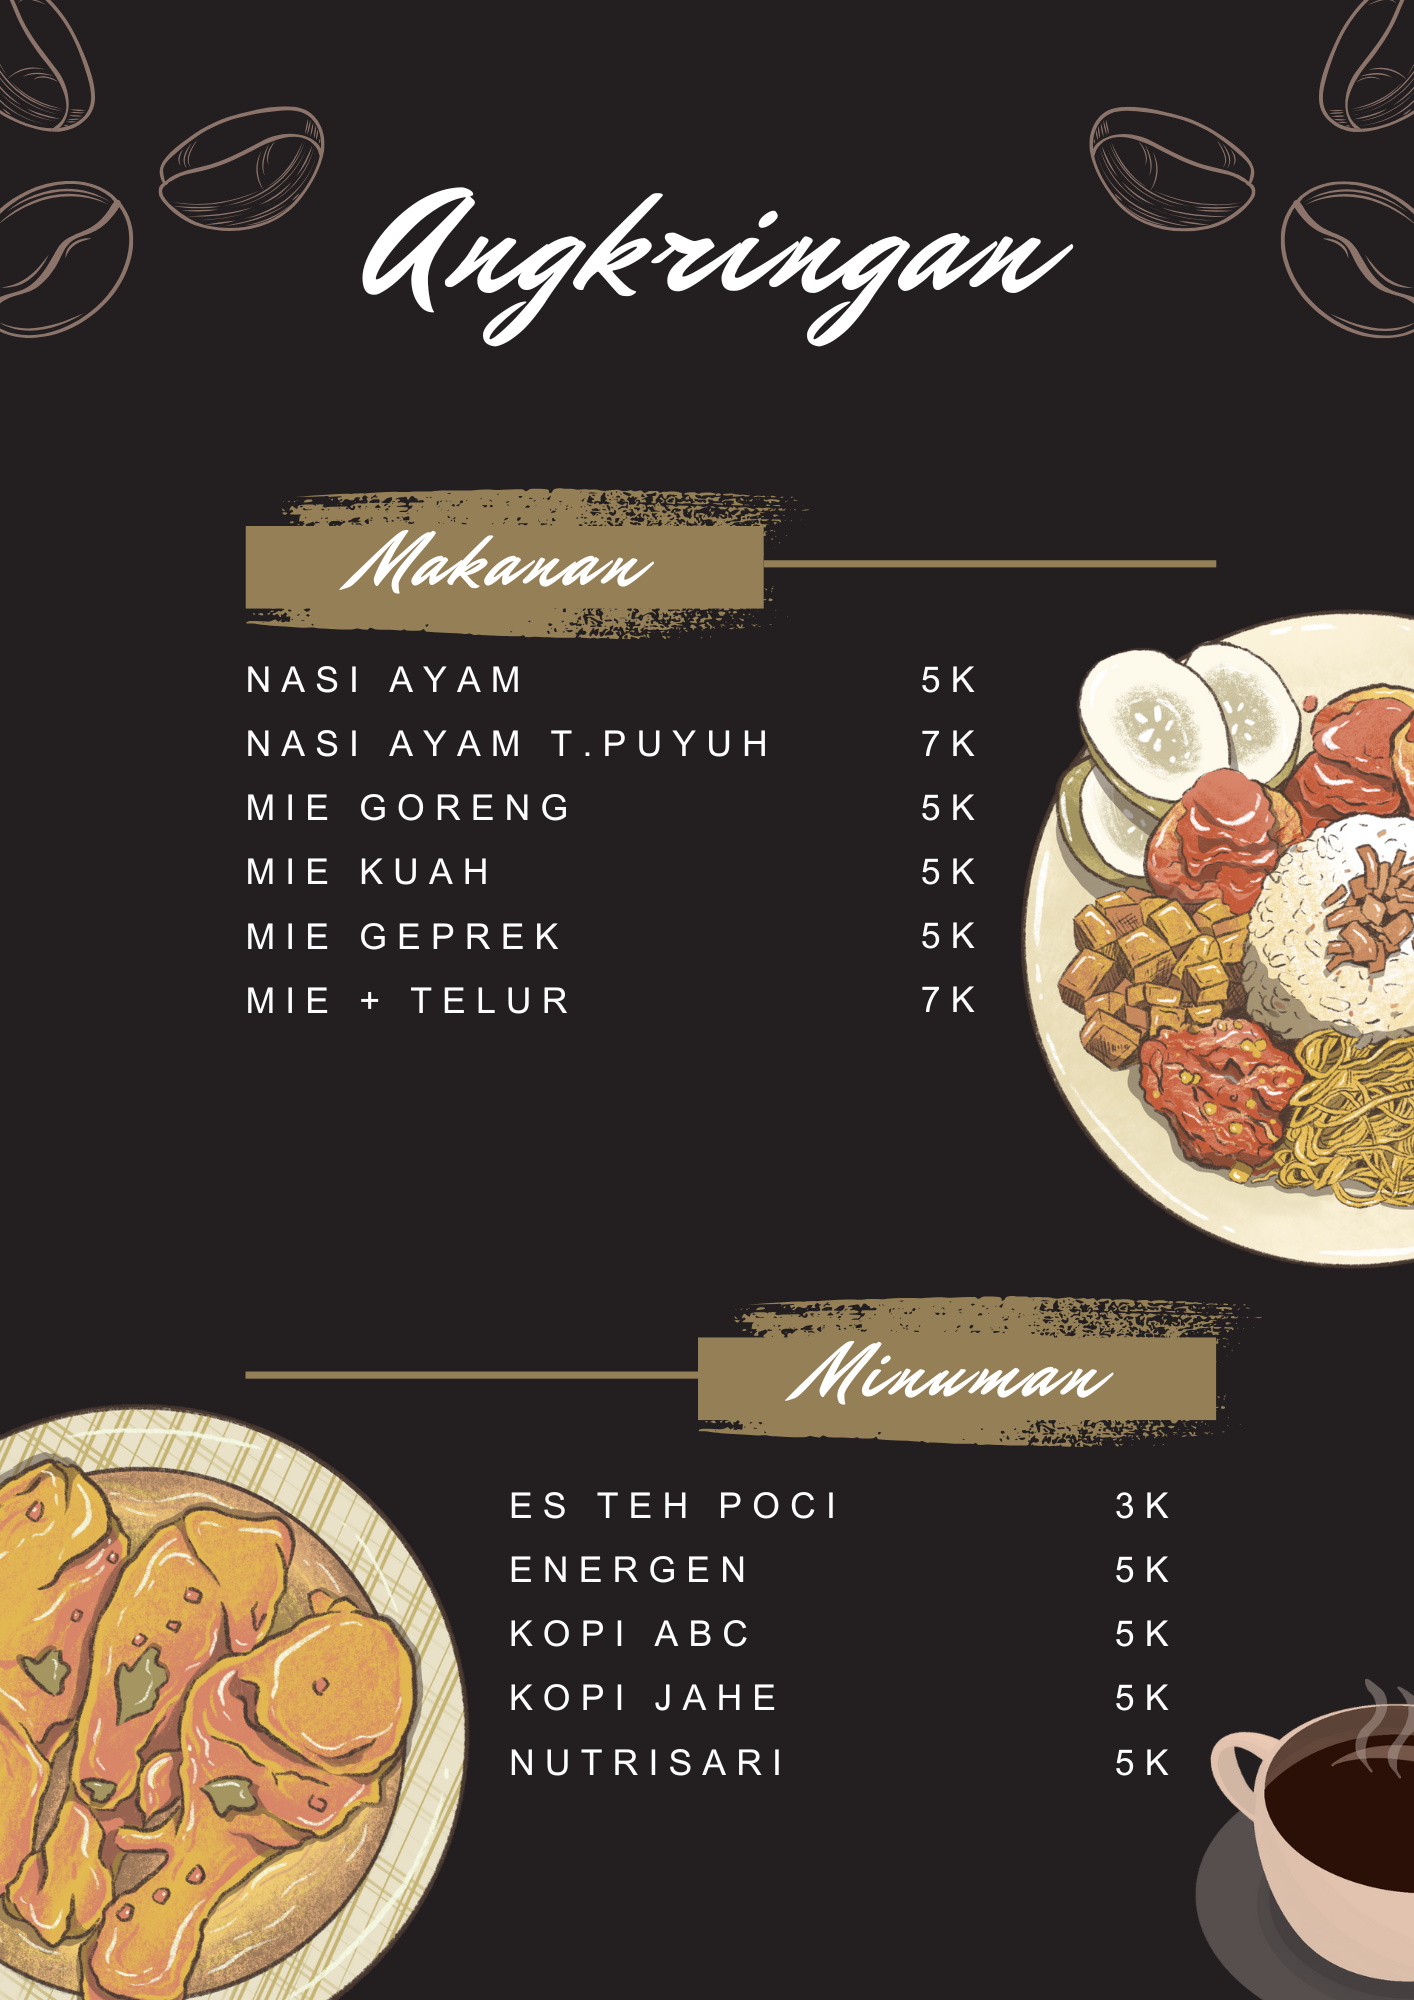 Angkringan
Makanan
NASI AYAM 5K
NASI AYAM T.PUYUH 7K
MIE GORENG 5K
MIE KUAH 5K
MIE GEPREK 5K
MIE + TELUR 7K
Minuman
ES TEH POCI 3K
ENERGEN 5K
KOPI ABC 5K
KOPI JAHE 5K
NUTRISARI 5K